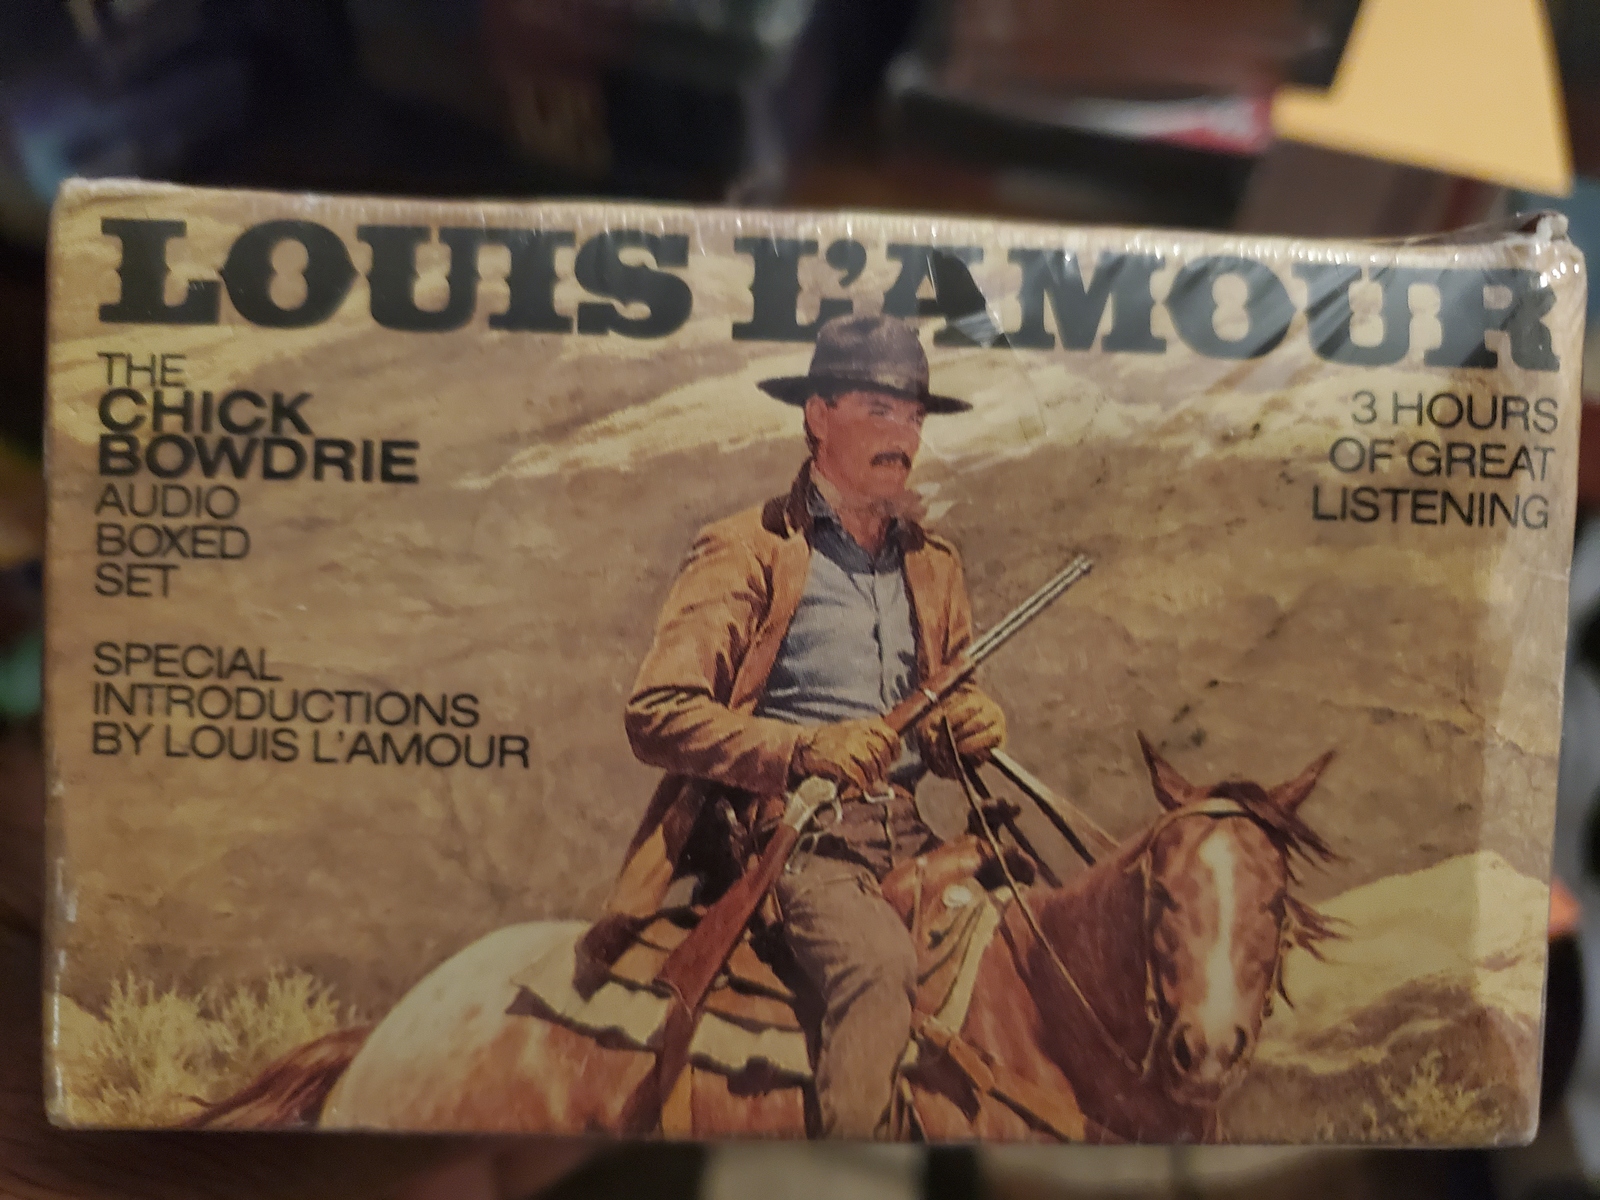 LOUIS L'AMOUR
THE
CHICK
BOWDRIE
AUDIO
BOXED
SET
SPECIAL
INTRODUCTIONS
BY LOUIS L'AMOUR
3 HOURS
OF GREAT
LISTENING